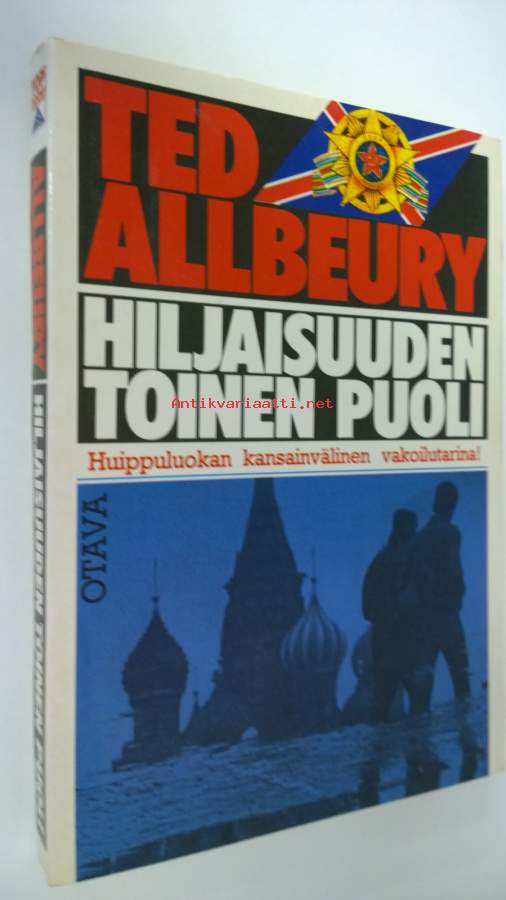 TED
ALLBEURY
HILJAISUUDEN
TOINEN PUOLI
Antikvariaatti.net
Huippuluokan kansainvälinen vakoilutarina!
OTAVA
ALLBEURY HILJAISUUDEN TOINEN PUOLI